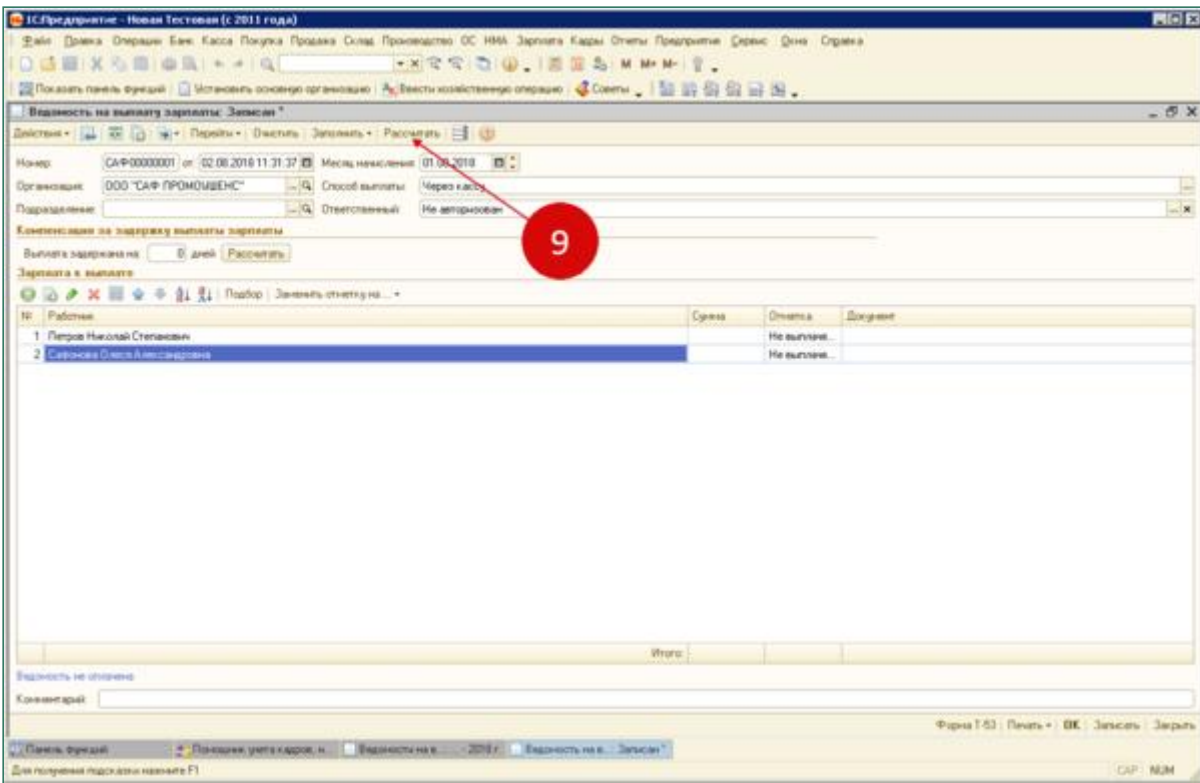 1С:Предприятие - Новая Тестовая (с 2011 года)
Файл Правка Операции Банк Касса Покупка Продажа Склад Производство ОС НМА Зарплата Кадры Отчеты Предприятие Сервис Окна Справка
M M+ M-
Показать панель функций Установить основную организацию Ввести хозяйственную операцию Советы
Ведомость на выплату зарплаты: Записан *
Действия Перейти Очистить Заполнить Рассчитать
Номер: САФ00000001 от 02.08.2018 11:31:37 Месяц начисления: 01.08.2018
Организация: ООО "САФ ПРОМОУШЕНС" Способ выплаты: Через кассу
Подразделение: Ответственный: Не авторизован
9
Компенсация за задержку выплаты зарплаты
Выплата задержана на 0 дней Рассчитать
Зарплата к выплате
Подбор Заменить отметку на ...
№ Работник Сумма Отметка Документ
1 Петров Николай Степанович Не выплаче...
2 Сафонова Олеся Александровна Не выплаче...
Итого:
Ведомость не оплачена
Комментарий:
Форма Т-53 Печать ОК Записать Закрыть
Панель функций Помощник учета кадров, н... Ведомости на в... - 2018 г. Ведомость на в...: Записан *
Для получения подсказки нажмите F1 CAP NUM